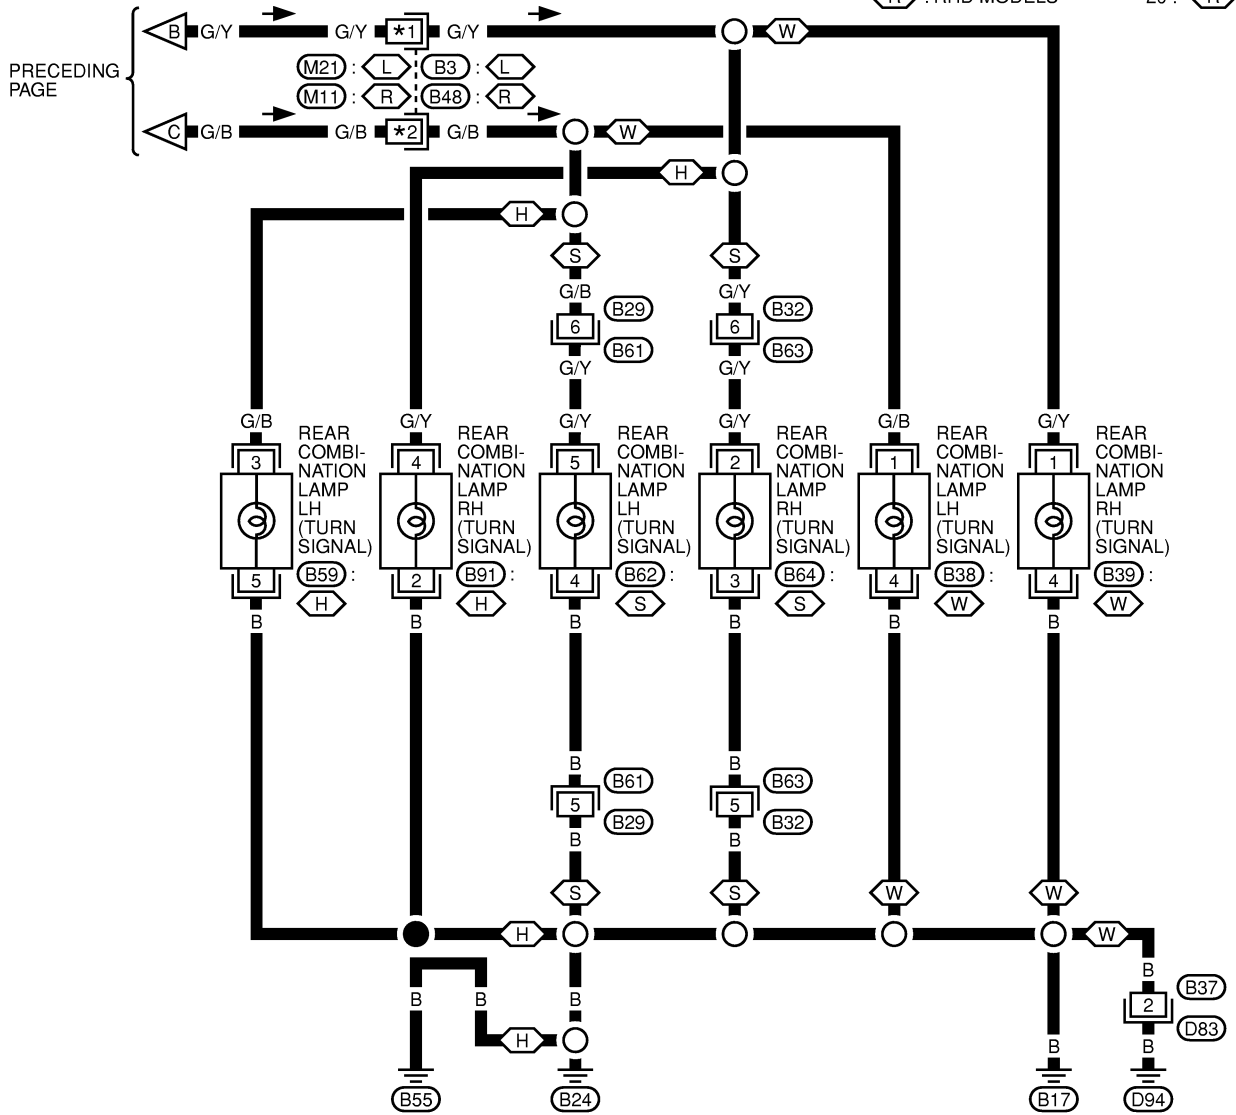 R : RHD MODELS 20 : R
B G/Y G/Y *1 G/Y W
M21 : L B3 : L
PRECEDING
PAGE
M11 : R B48 : R
C G/B G/B *2 G/B W
H
H
S S
G/B G/Y
B29 B32
6 6
B61 B63
G/Y G/Y
G/B G/Y G/Y G/Y G/B G/Y
3 4 5 2 1 1
REAR
COMBI-
NATION
LAMP
LH
(TURN
SIGNAL)
B59 :
H
REAR
COMBI-
NATION
LAMP
RH
(TURN
SIGNAL)
B91 :
H
REAR
COMBI-
NATION
LAMP
LH
(TURN
SIGNAL)
B62 :
S
REAR
COMBI-
NATION
LAMP
RH
(TURN
SIGNAL)
B64 :
S
REAR
COMBI-
NATION
LAMP
LH
(TURN
SIGNAL)
B38 :
W
REAR
COMBI-
NATION
LAMP
RH
(TURN
SIGNAL)
B39 :
W
5 2 4 3 4 4
B B B B B B
B B
B61 B63
5 5
B29 B32
B B
S S W W
H W
B
B37
B B B 2
D83
H B B
B55 B24 B17 D94